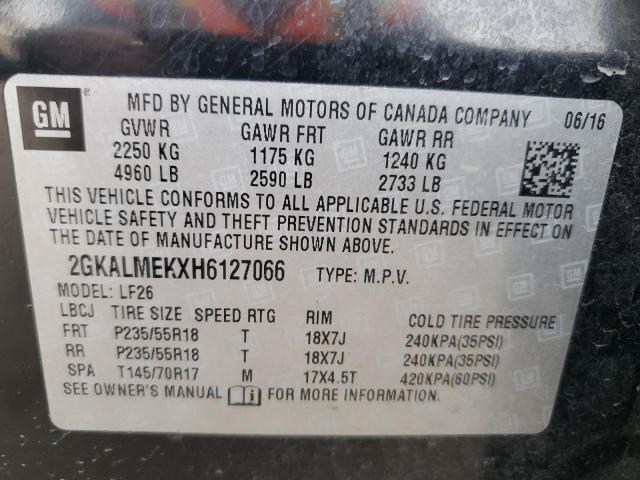 GM ® MFD BY GENERAL MOTORS OF CANADA COMPANY 06/16
GVWR GAWR FRT GAWR RR
2250 KG 1175 KG 1240 KG
4960 LB 2590 LB 2733 LB
THIS VEHICLE CONFORMS TO ALL APPLICABLE U.S. FEDERAL MOTOR
VEHICLE SAFETY AND THEFT PREVENTION STANDARDS IN EFFECT ON
THE DATE OF MANUFACTURE SHOWN ABOVE.
2GKALMEKXH6127066 TYPE: M.P.V.
MODEL: LF26
LBCJ TIRE SIZE SPEED RTG RIM COLD TIRE PRESSURE
FRT P235/55R18 T 18X7J 240KPA(35PSI)
RR P235/55R18 T 18X7J 240KPA(35PSI)
SPA T145/70R17 M 17X4.5T 420KPA(60PSI)
SEE OWNER'S MANUAL i FOR MORE INFORMATION.